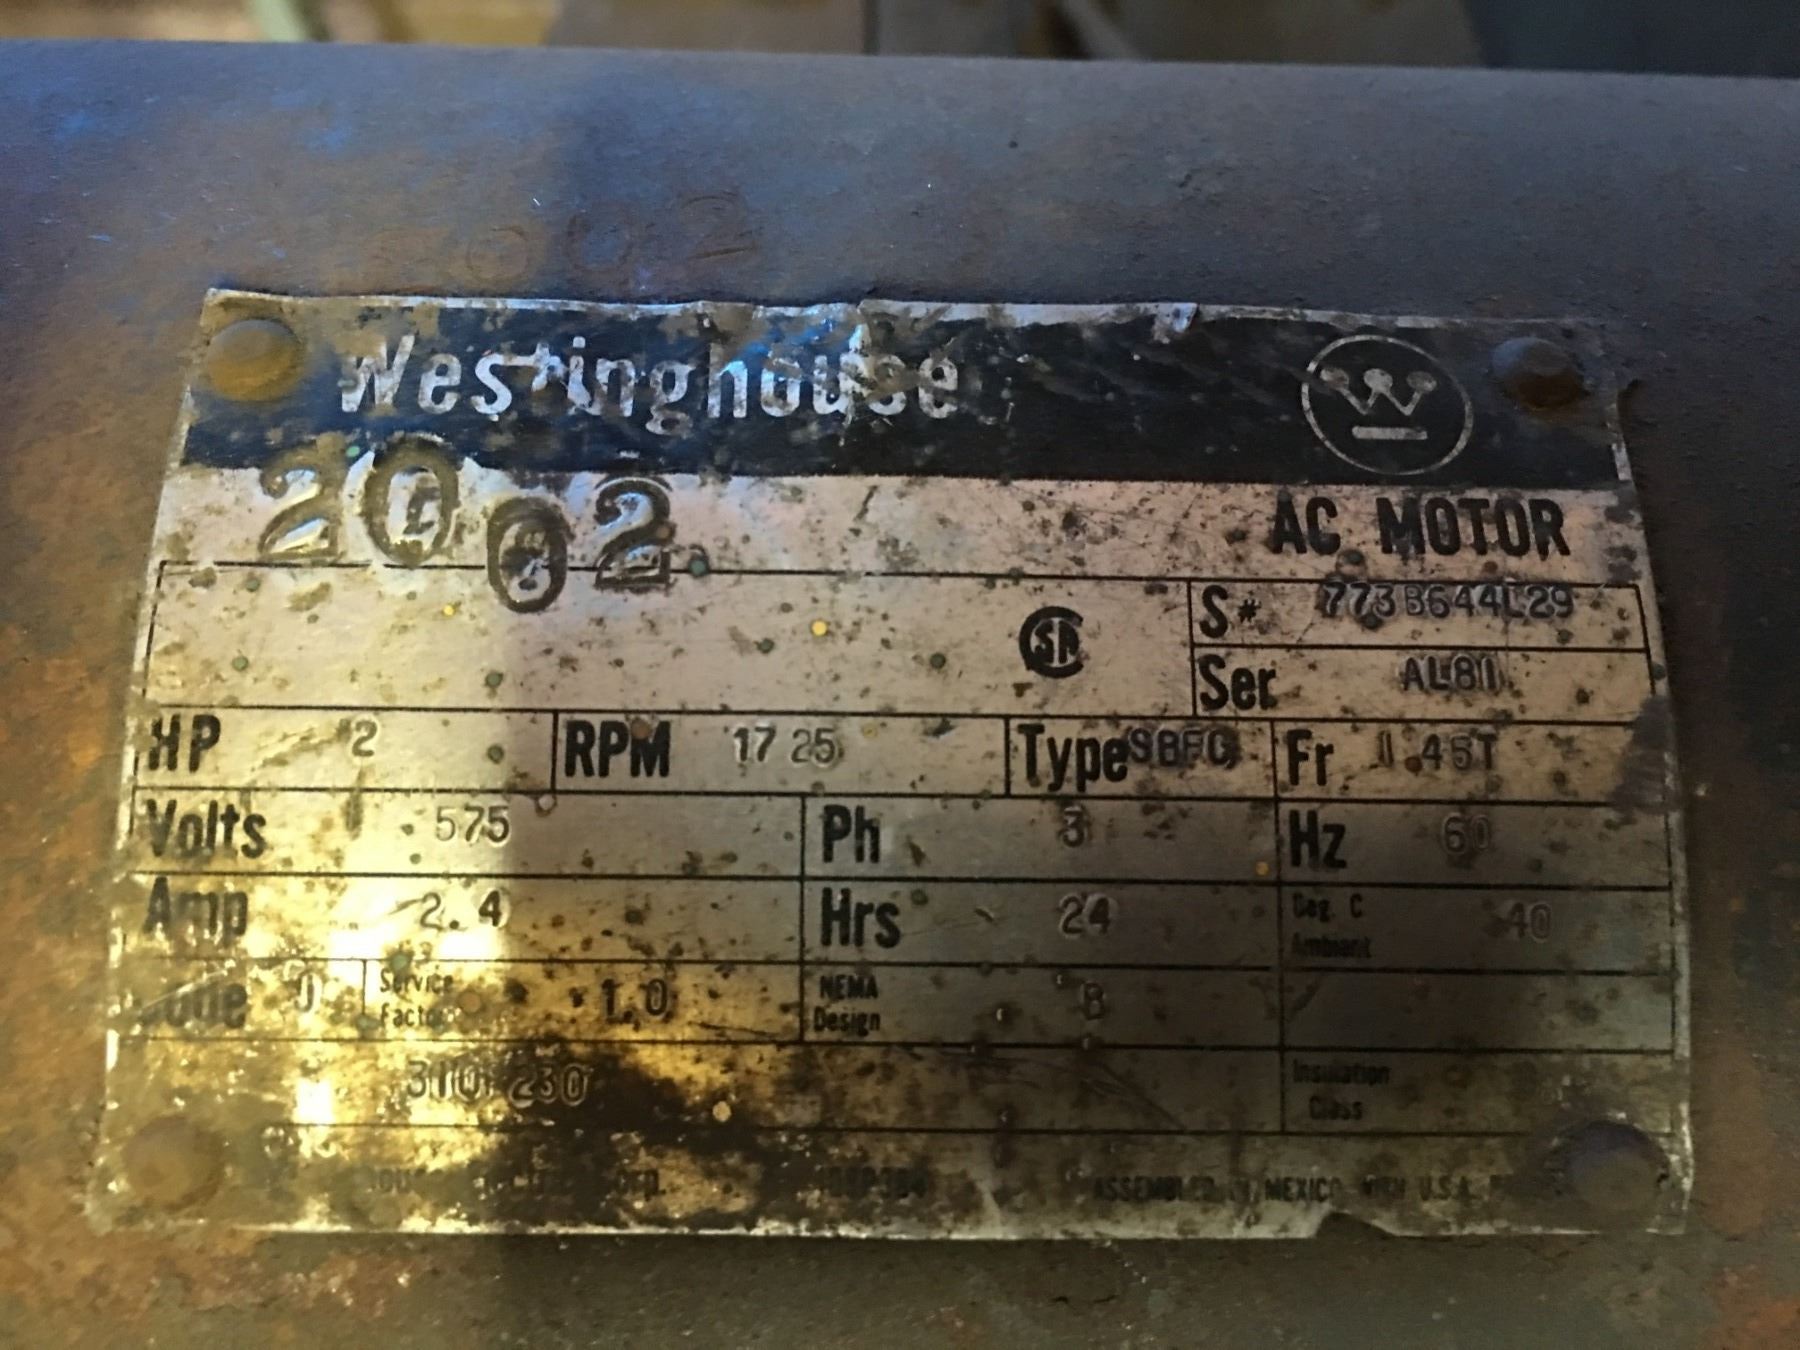 2002
Westinghouse
2002
AC MOTOR
S# 773B644L29
Ser. AL81
HP 2 RPM 1725 Type SBFC Fr 145T
Volts 575 Ph 3 Hz 60
Amp 2.4 Hrs 24 Deg. C Ambient 40
Code Service Factor 1.0 NEMA Design B
Insulation Class
ASSEMBLED IN MEXICO WITH U.S.A.